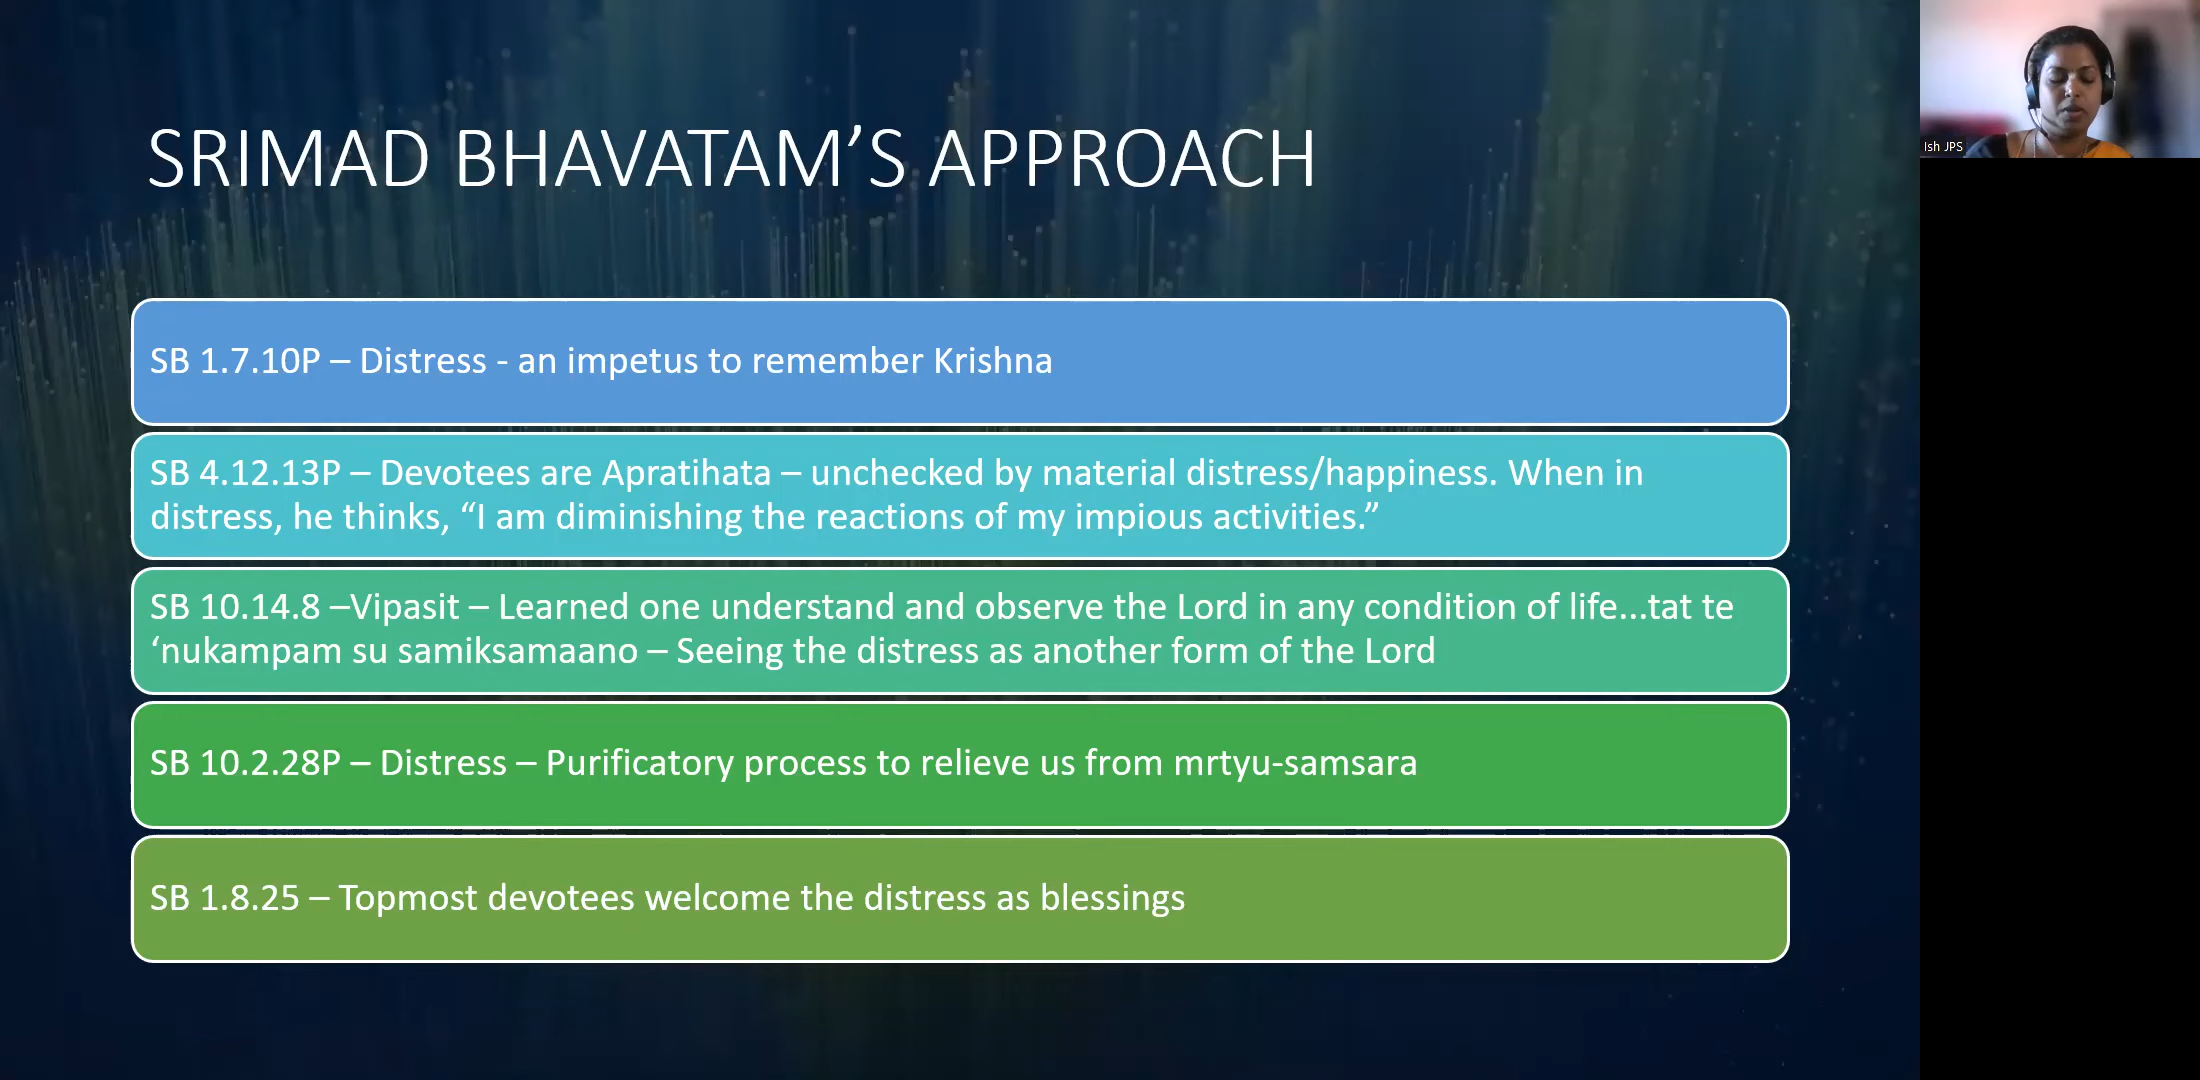 SRIMAD BHAVATAM’S APPROACH
Ish JPS
SB 1.7.10P – Distress - an impetus to remember Krishna
SB 4.12.13P – Devotees are Apratihata – unchecked by material distress/happiness. When in
distress, he thinks, “I am diminishing the reactions of my impious activities.”
SB 10.14.8 –Vipasit – Learned one understand and observe the Lord in any condition of life...tat te
‘nukampam su samiksamaano – Seeing the distress as another form of the Lord
SB 10.2.28P – Distress – Purificatory process to relieve us from mrtyu-samsara
SB 1.8.25 – Topmost devotees welcome the distress as blessings